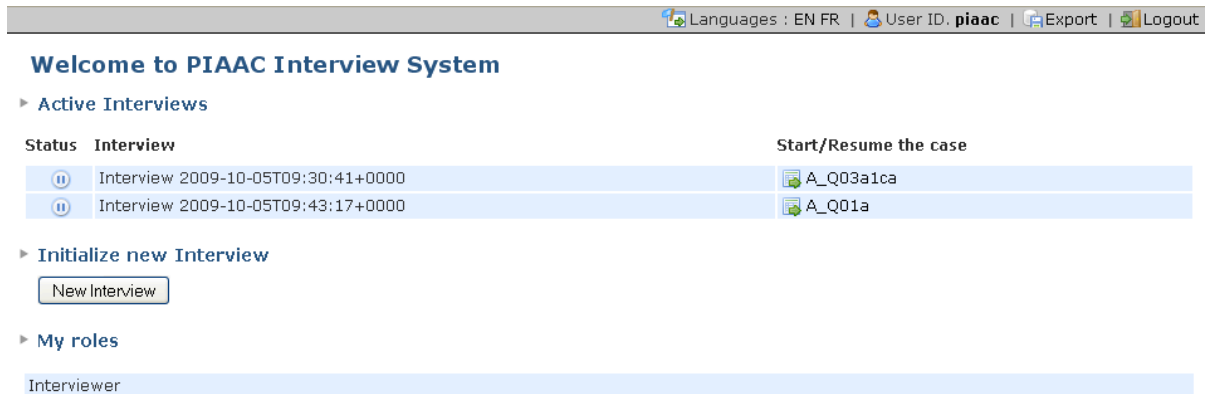 Languages : EN FR | User ID. piaac | Export | Logout
Welcome to PIAAC Interview System
Active Interviews
Status Interview Start/Resume the case
Interview 2009-10-05T09:30:41+0000 A_Q03a1ca
Interview 2009-10-05T09:43:17+0000 A_Q01a
Initialize new Interview
New Interview
My roles
Interviewer